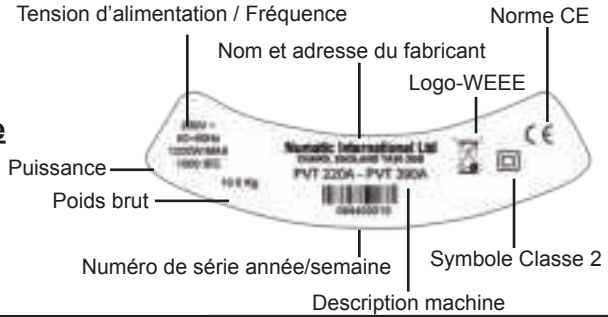 Tension d'alimentation / Fréquence
Norme CE
Nom et adresse du fabricant
Logo-WEEE
e
Puissance
Poids brut
Numatic International Ltd
PVT 220A - PVT 390A
CE
Numéro de série année/semaine
Symbole Classe 2
Description machine